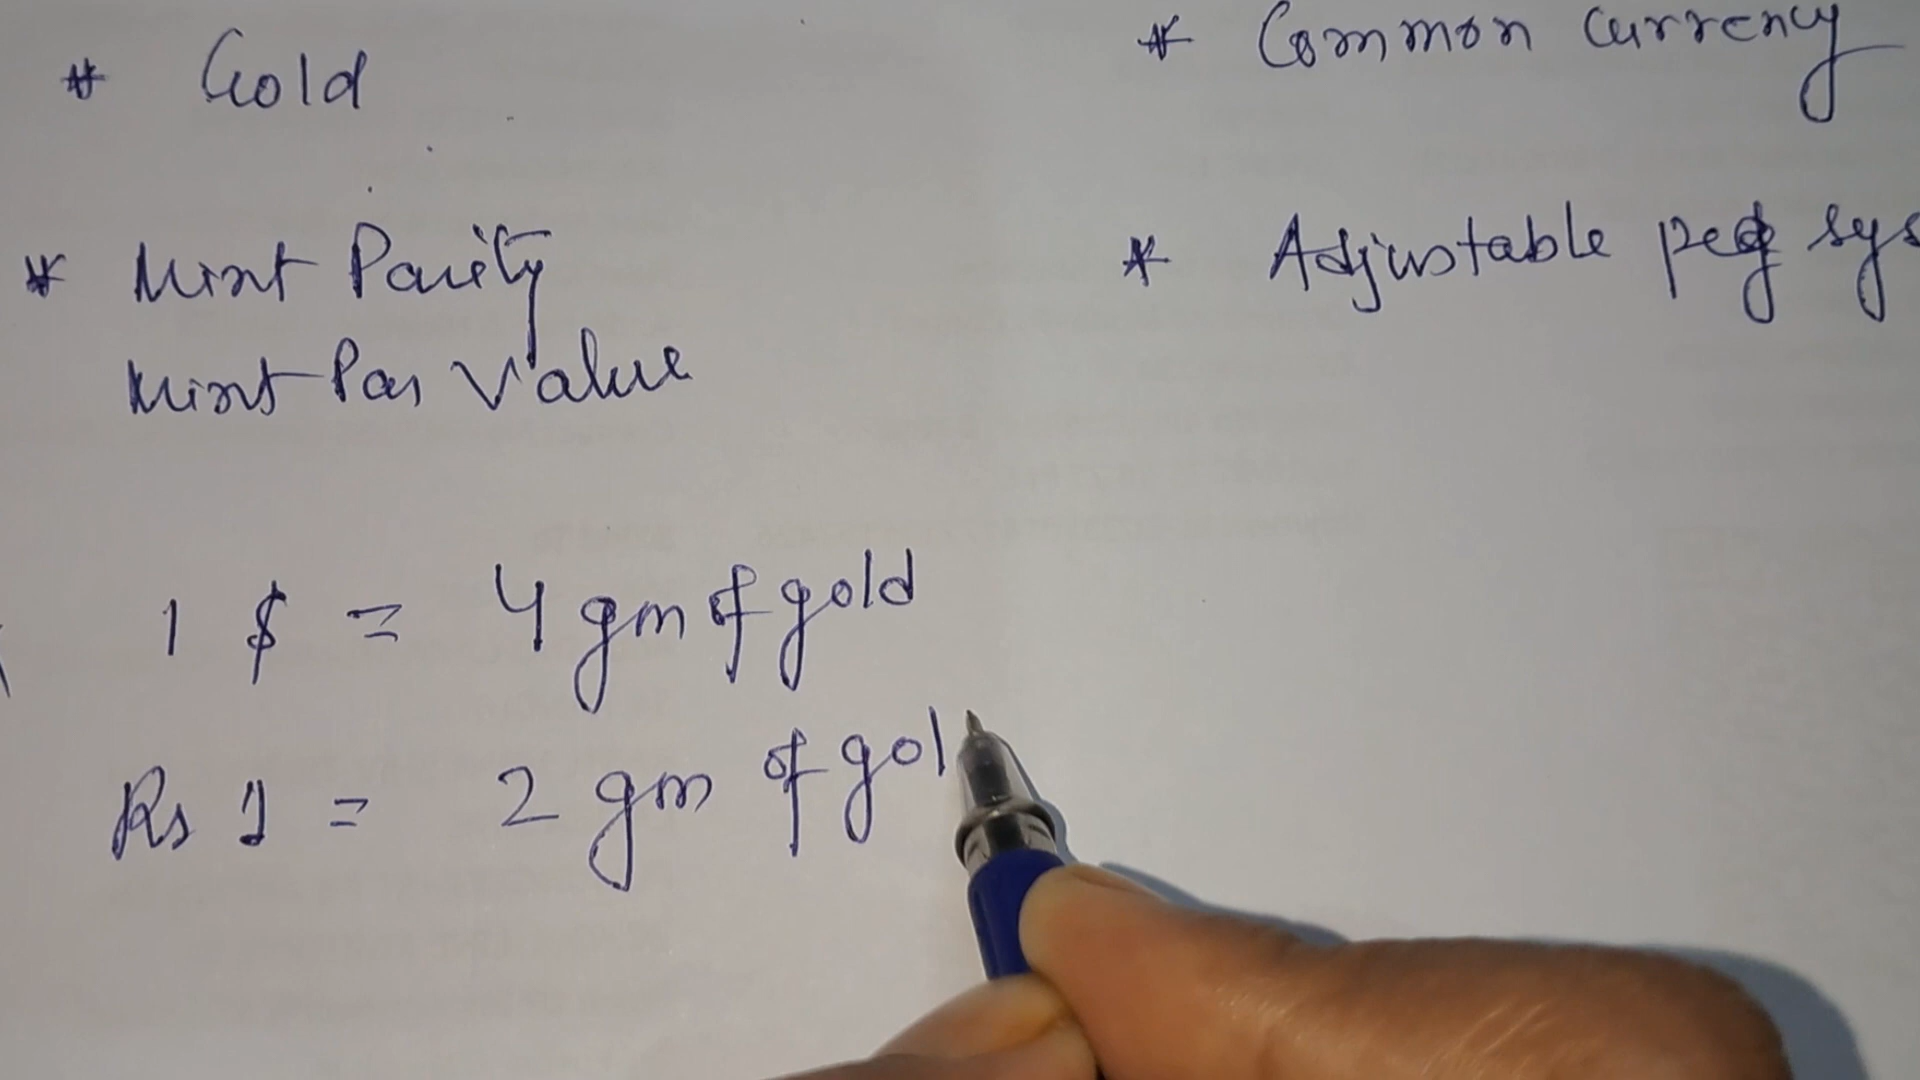 * Gold
* Mint Parity
Mint Par Value
1 $ = 4 gm of gold
Rs 1 = 2 gm of gol
* Common Currency
* Adjustable peg sys